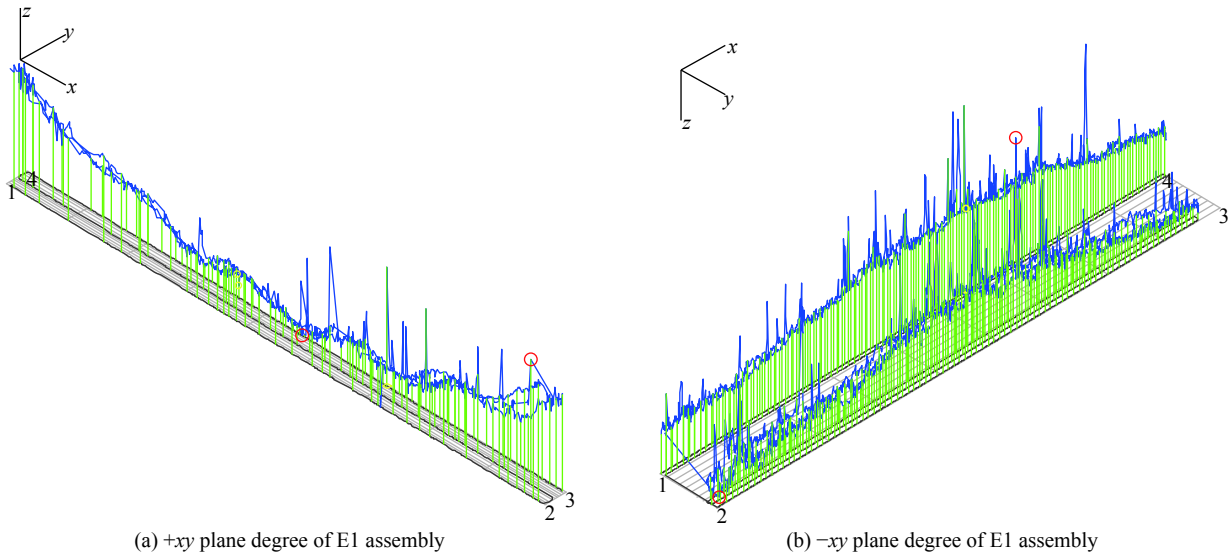 z
y
x
1
4
3
2
(a) +xy plane degree of E1 assembly
x
y
z
4
3
1
2
(b) −xy plane degree of E1 assembly